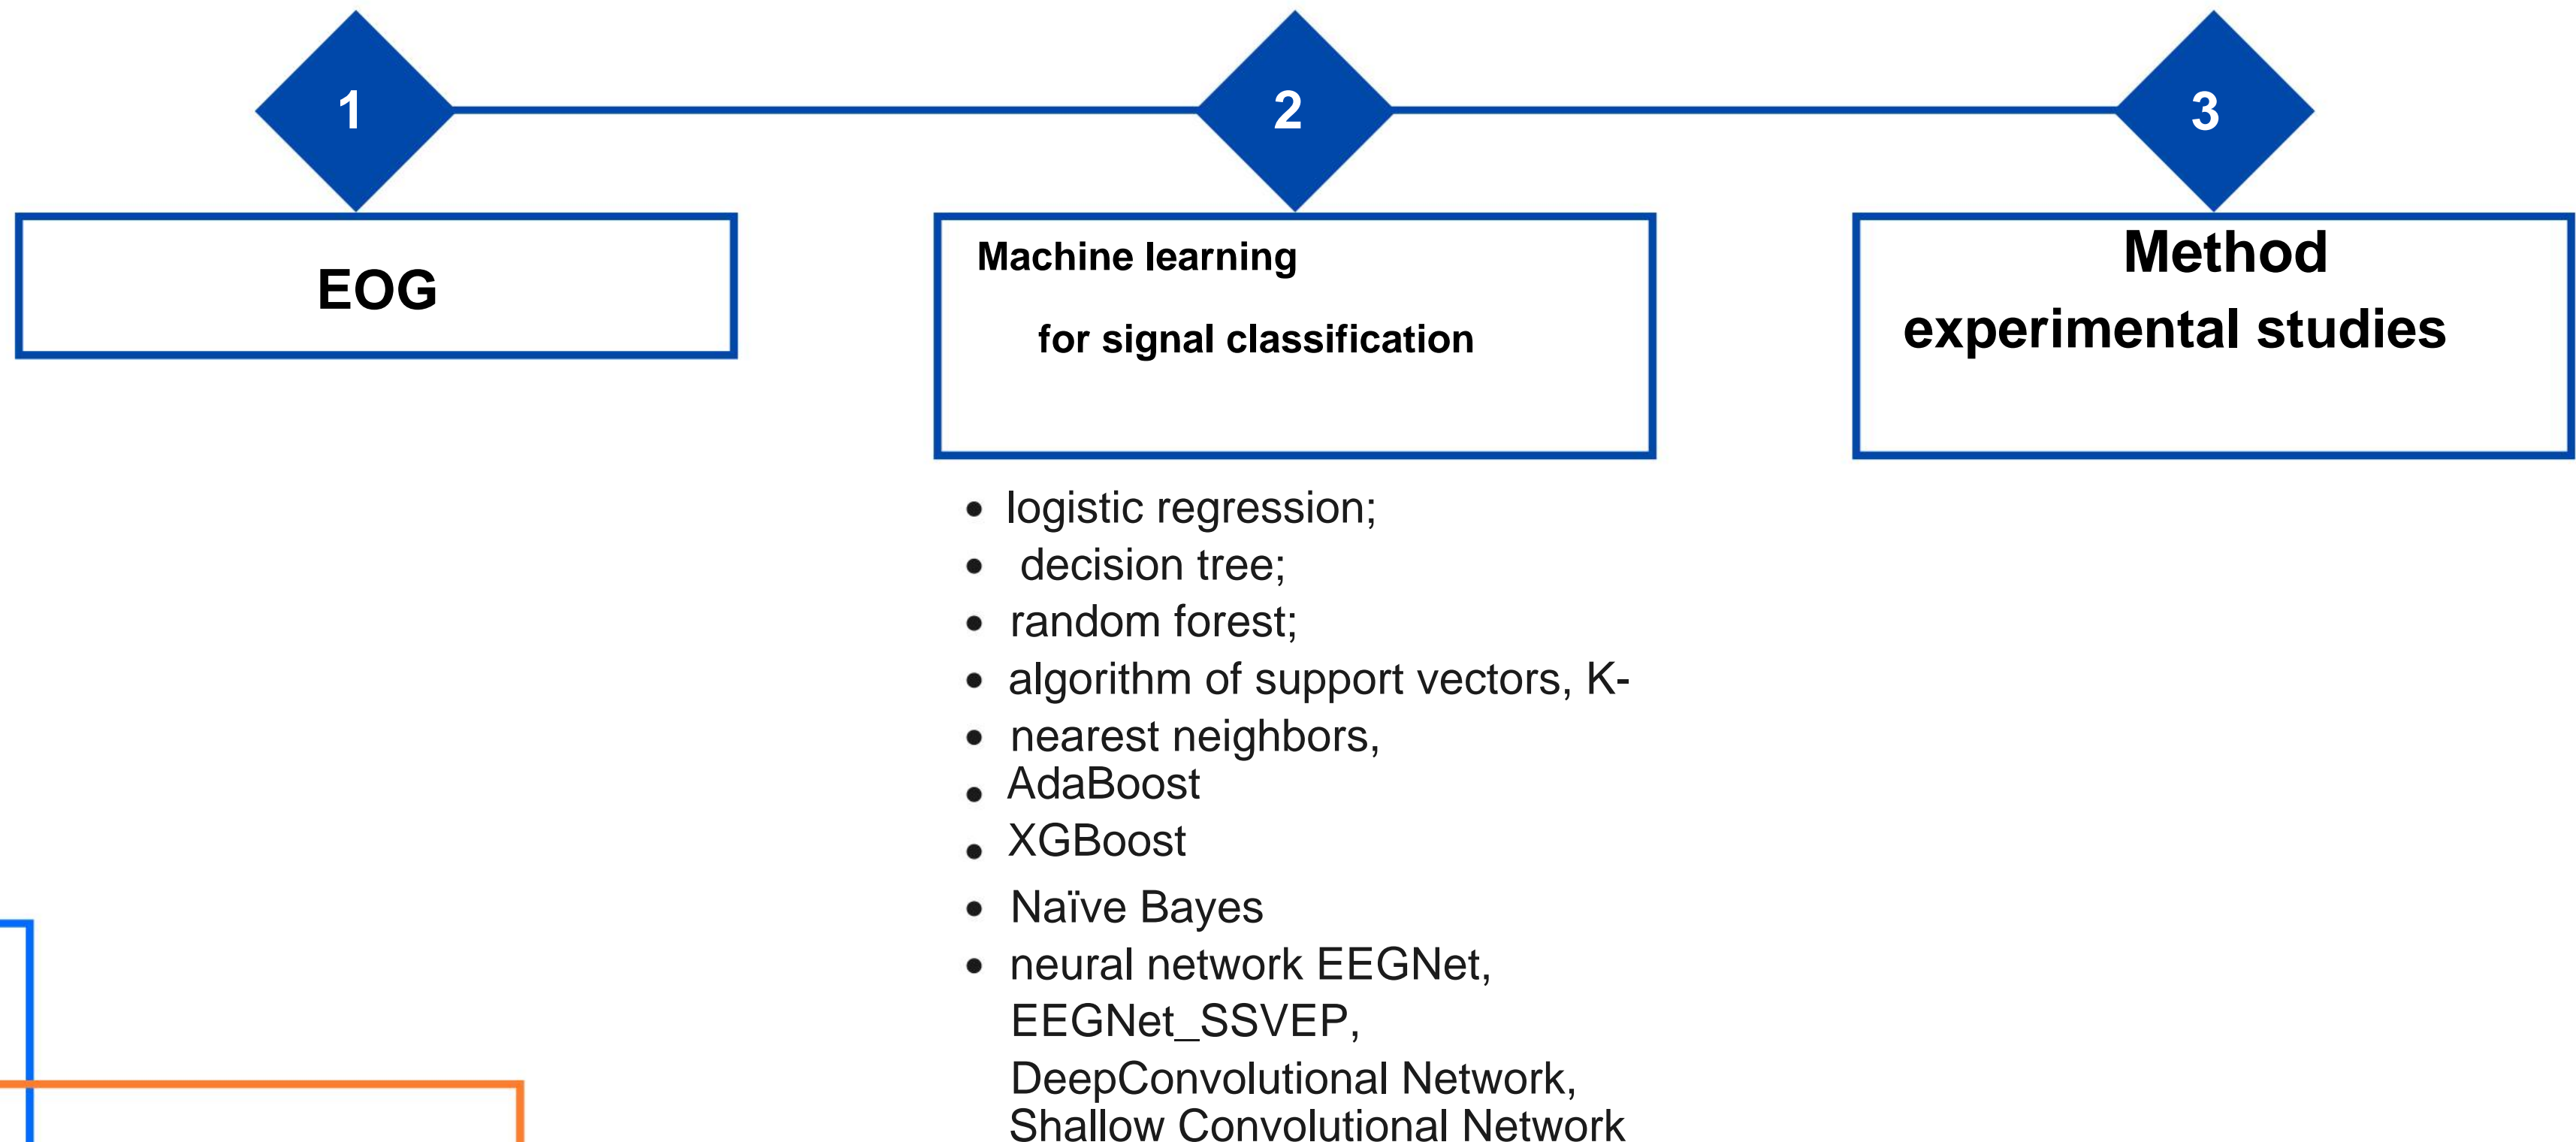 1
2
3
EOG
Machine learning
for signal classification
Method
experimental studies
• logistic regression;
• decision tree;
• random forest;
• algorithm of support vectors, K-
• nearest neighbors,
• AdaBoost
• XGBoost
• Naïve Bayes
• neural network EEGNet,
EEGNet_SSVEP,
DeepConvolutional Network,
Shallow Convolutional Network